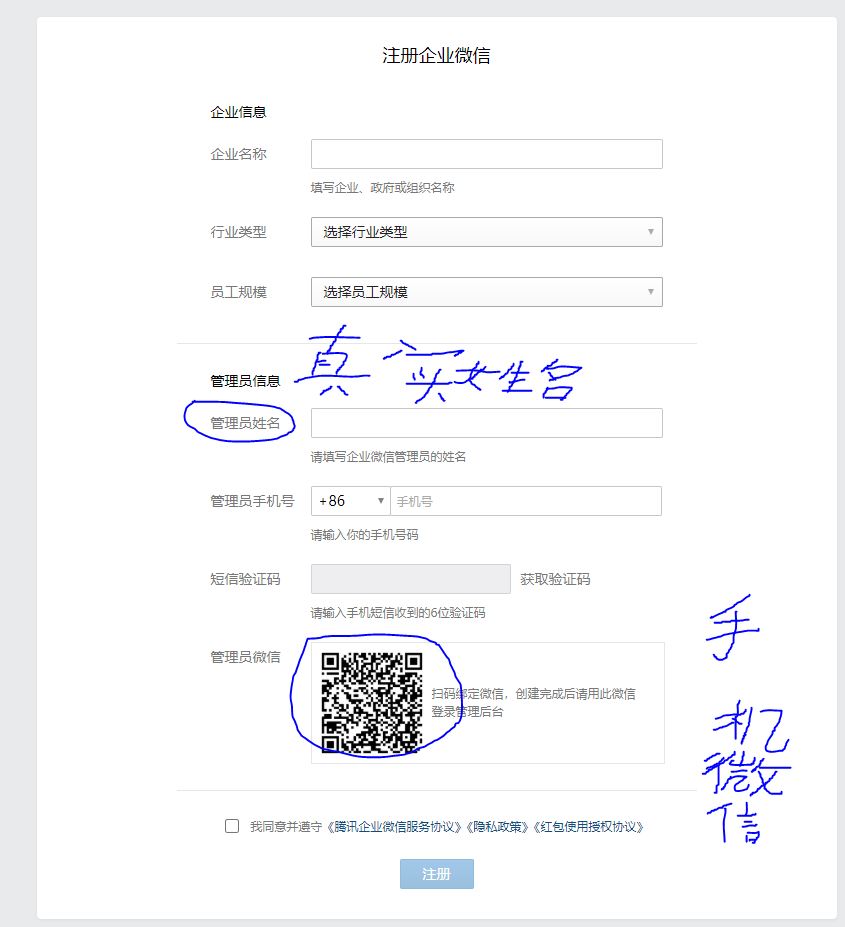 注册企业微信
企业信息
企业名称
填写企业、政府或组织名称
行业类型 选择行业类型
员工规模 选择员工规模
真 实 女生名
管理员信息
管理员姓名
请填写企业微信管理员的姓名
管理员手机号 +86 手机号
请输入你的手机号码
短信验证码 获取验证码
请输入手机短信收到的6位验证码
管理员微信
扫码绑定微信，创建完成后请用此微信
登录管理后台
手
机
微
信
我同意并遵守《腾讯企业微信服务协议》《隐私政策》《红包使用授权协议》
注册